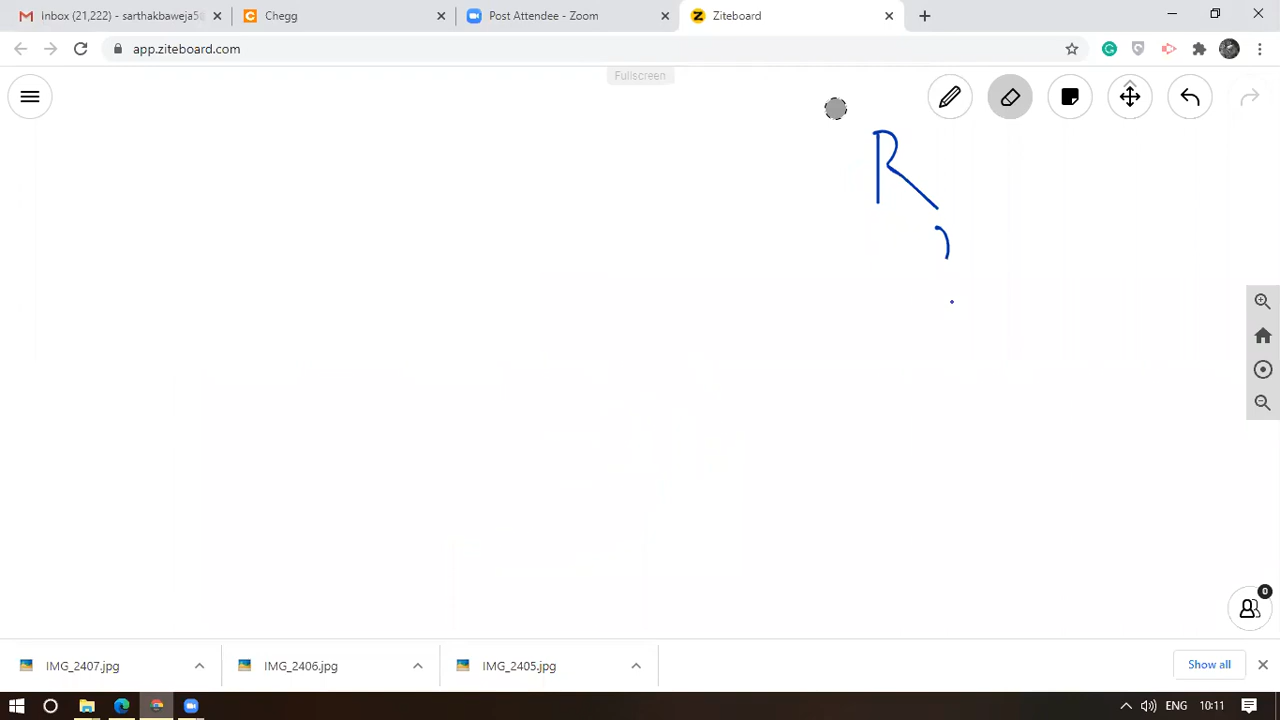 Inbox (21,222) - sarthakbaweja5
Chegg
Post Attendee - Zoom
Ziteboard
app.ziteboard.com
Fullscreen
R
0
IMG_2407.jpg
IMG_2406.jpg
IMG_2405.jpg
Show all
ENG
10:11